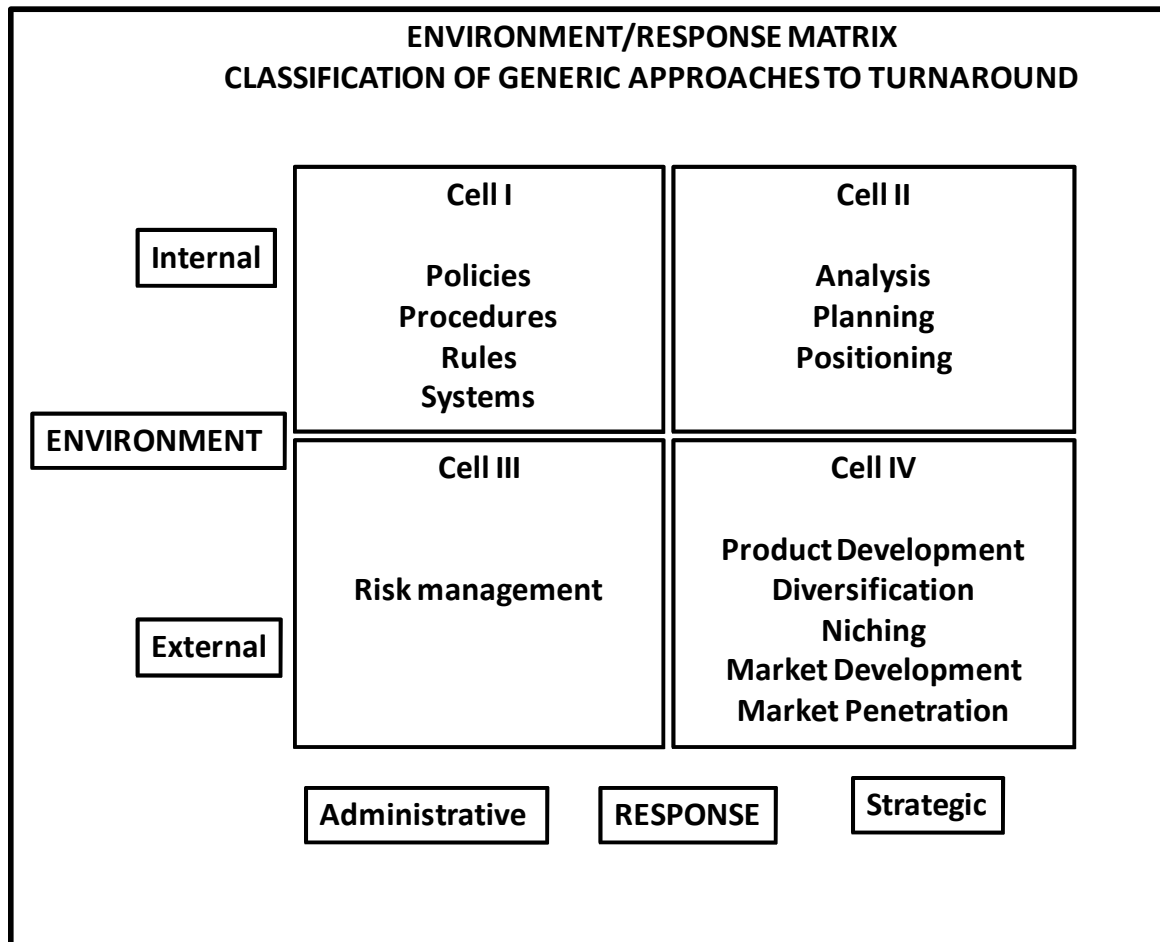 ENVIRONMENT/RESPONSE MATRIX
CLASSIFICATION OF GENERIC APPROACHES TO TURNAROUND
Cell I
Policies
Procedures
Rules
Systems
Cell II
Analysis
Planning
Positioning
Internal
ENVIRONMENT
Cell III
Risk management
Cell IV
Product Development
Diversification
Niching
Market Development
Market Penetration
External
Administrative
RESPONSE
Strategic